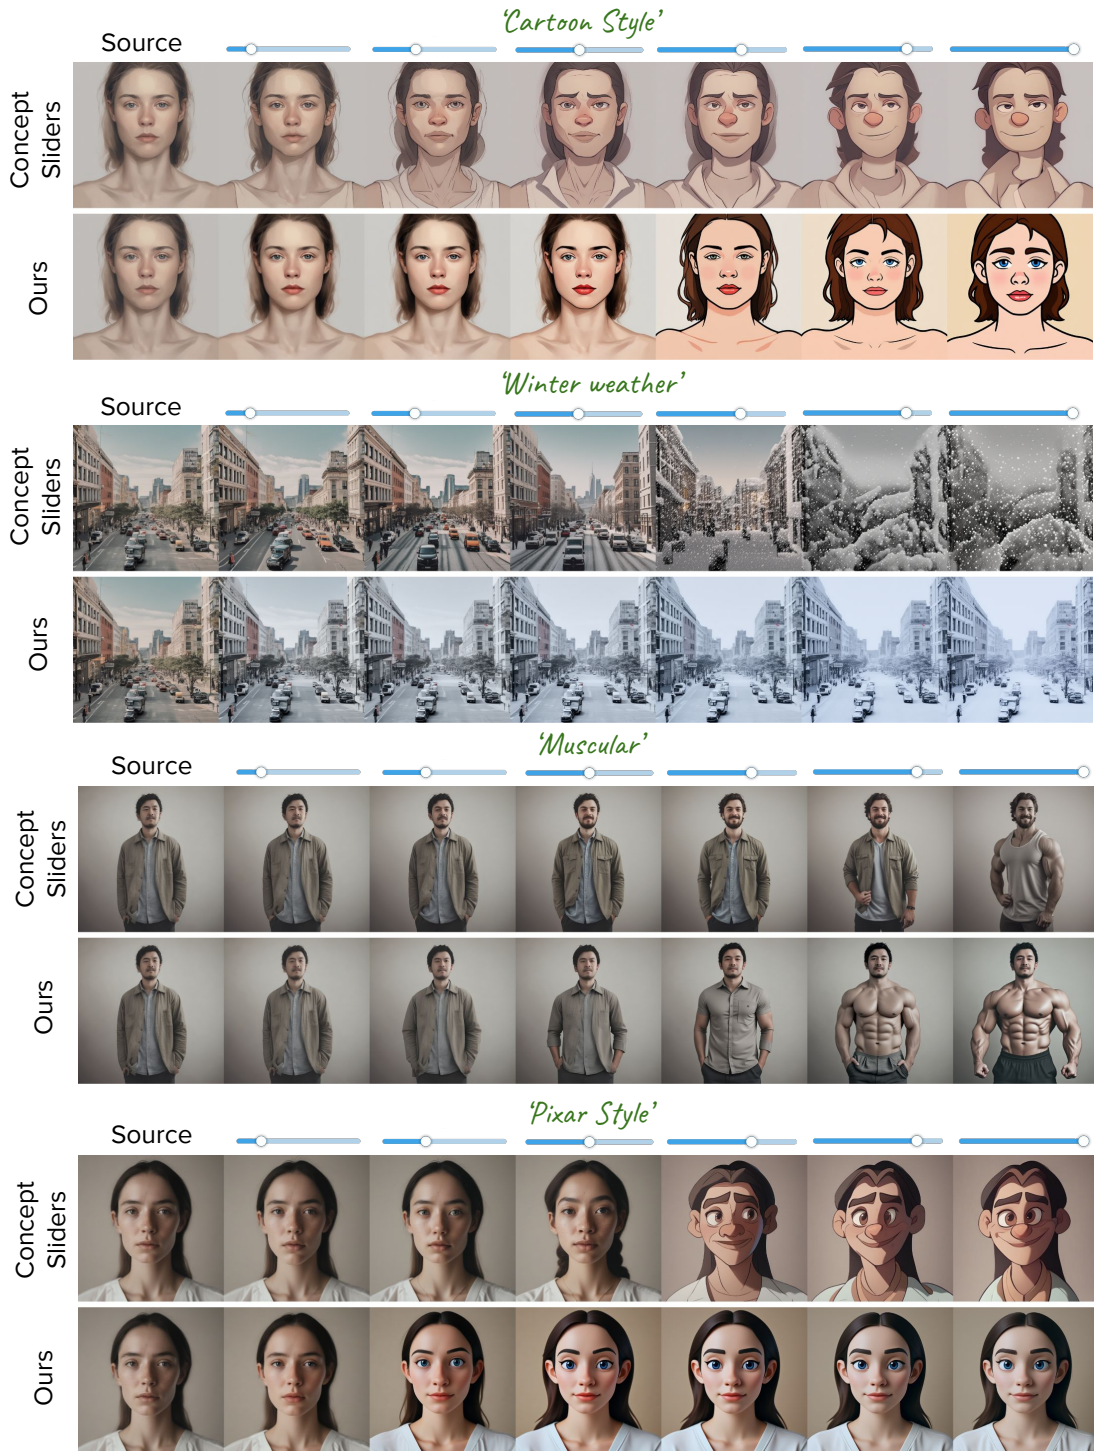 ‘Cartoon Style’
Source
Concept
Sliders
Ours
‘Winter weather’
Source
Concept
Sliders
Ours
‘Muscular’
Source
Concept
Sliders
Ours
‘Pixar Style’
Source
Concept
Sliders
Ours